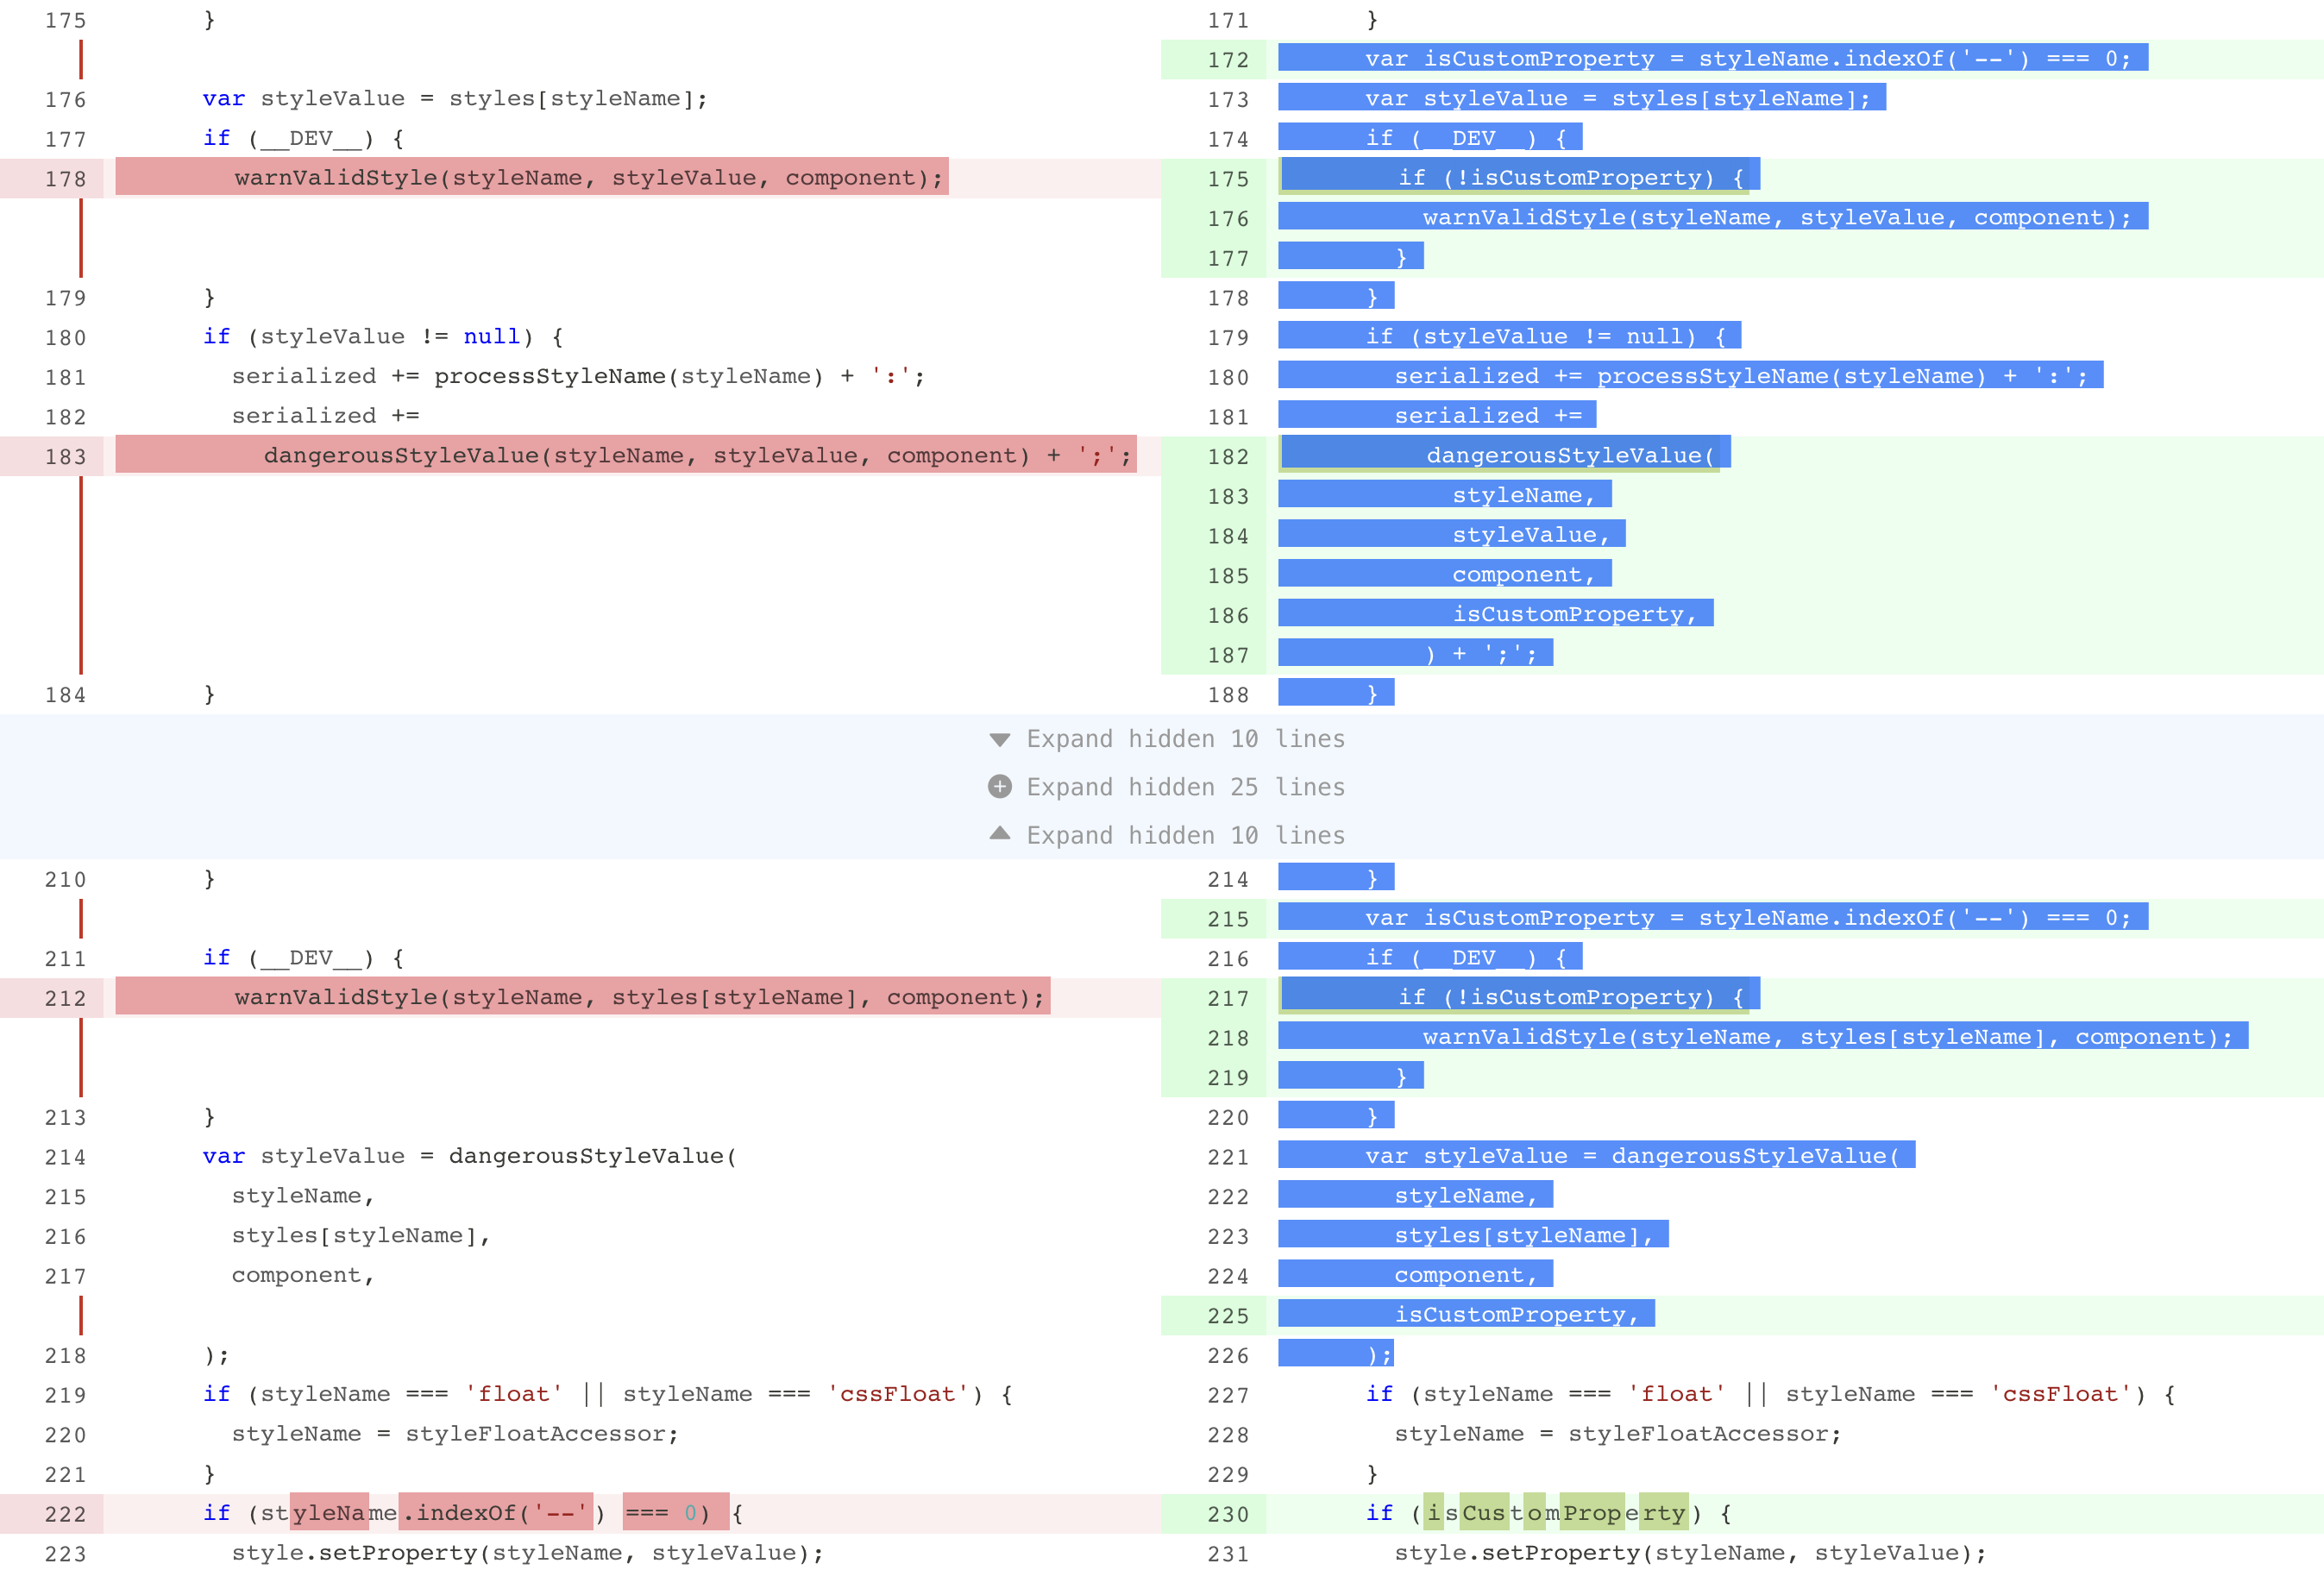 175 } 171 }
172 var isCustomProperty = styleName.indexOf('--') === 0;
176 var styleValue = styles[styleName]; 173 var styleValue = styles[styleName];
177 if (__DEV__) { 174 if (__DEV__) {
178 warnValidStyle(styleName, styleValue, component); 175 if (!isCustomProperty) {
176 warnValidStyle(styleName, styleValue, component);
177 }
179 } 178 }
180 if (styleValue != null) { 179 if (styleValue != null) {
181 serialized += processStyleName(styleName) + ':'; 180 serialized += processStyleName(styleName) + ':';
182 serialized += 181 serialized +=
183 dangerousStyleValue(styleName, styleValue, component) + ';'; 182 dangerousStyleValue(
183 styleName,
184 styleValue,
185 component,
186 isCustomProperty,
187 ) + ';';
184 } 188 }
Expand hidden 10 lines
Expand hidden 25 lines
Expand hidden 10 lines
210 } 214 }
215 var isCustomProperty = styleName.indexOf('--') === 0;
211 if (__DEV__) { 216 if (__DEV__) {
212 warnValidStyle(styleName, styles[styleName], component); 217 if (!isCustomProperty) {
218 warnValidStyle(styleName, styles[styleName], component);
219 }
213 } 220 }
214 var styleValue = dangerousStyleValue( 221 var styleValue = dangerousStyleValue(
215 styleName, 222 styleName,
216 styles[styleName], 223 styles[styleName],
217 component, 224 component,
225 isCustomProperty,
218 ); 226 );
219 if (styleName === 'float' || styleName === 'cssFloat') { 227 if (styleName === 'float' || styleName === 'cssFloat') {
220 styleName = styleFloatAccessor; 228 styleName = styleFloatAccessor;
221 } 229 }
222 if (styleName.indexOf('--') === 0) { 230 if (isCustomProperty) {
223 style.setProperty(styleName, styleValue); 231 style.setProperty(styleName, styleValue);